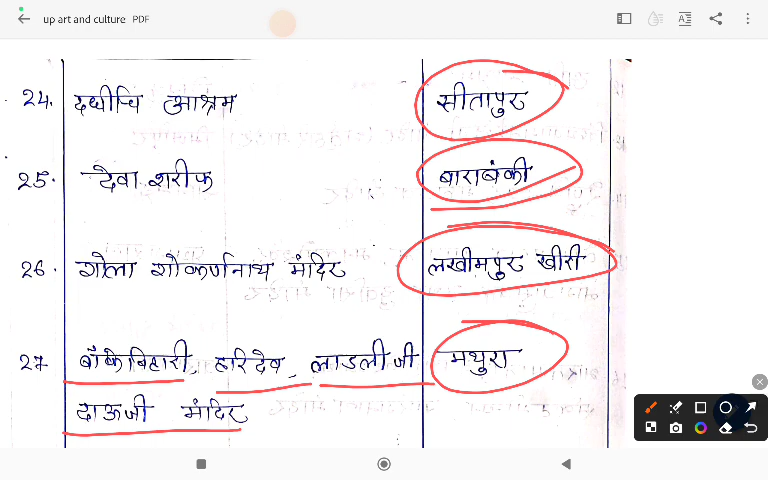 up art and culture PDF
24. दधीचि आश्रम सीतापुर
25. देवा शरीफ बाराबंकी
26. गोला गोकर्णनाथ मंदिर लखीमपुर खीरी
27 बाँकेबिहारी, हरिदेव, लाडली जी मथुरा
दाऊजी मंदिर